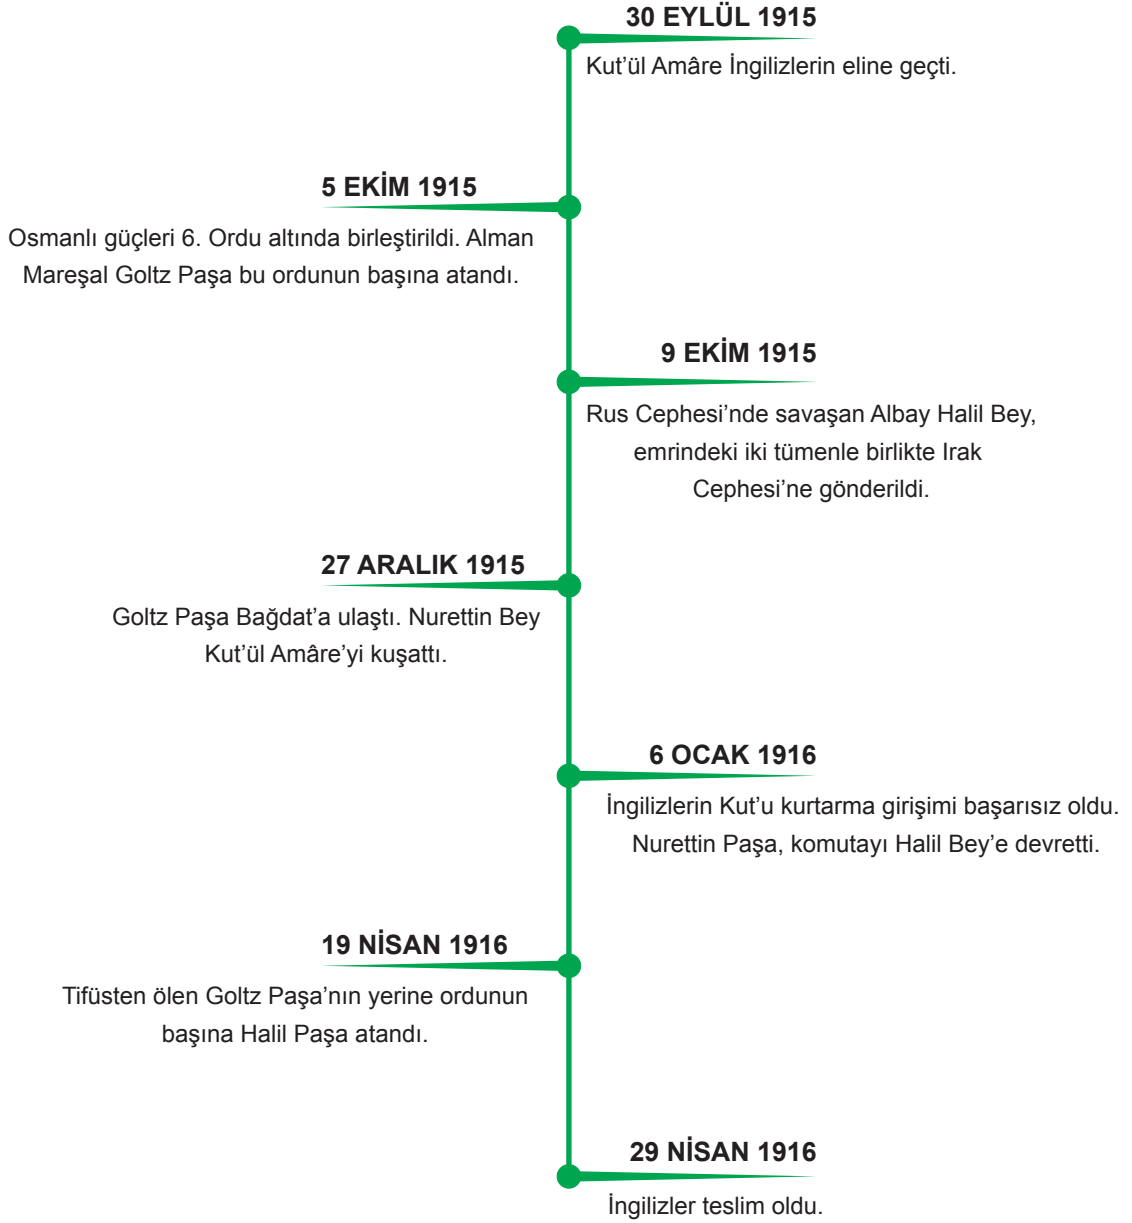 30 EYLÜL 1915
Kut’ül Amâre İngilizlerin eline geçti.
5 EKİM 1915
Osmanlı güçleri 6. Ordu altında birleştirildi. Alman
Mareşal Goltz Paşa bu ordunun başına atandı.
9 EKİM 1915
Rus Cephesi’nde savaşan Albay Halil Bey,
emrindeki iki tümenle birlikte Irak
Cephesi’ne gönderildi.
27 ARALIK 1915
Goltz Paşa Bağdat’a ulaştı. Nurettin Bey
Kut’ül Amâre’yi kuşattı.
6 OCAK 1916
İngilizlerin Kut’u kurtarma girişimi başarısız oldu.
Nurettin Paşa, komutayı Halil Bey’e devretti.
19 NİSAN 1916
Tifüsten ölen Goltz Paşa’nın yerine ordunun
başına Halil Paşa atandı.
29 NİSAN 1916
İngilizler teslim oldu.